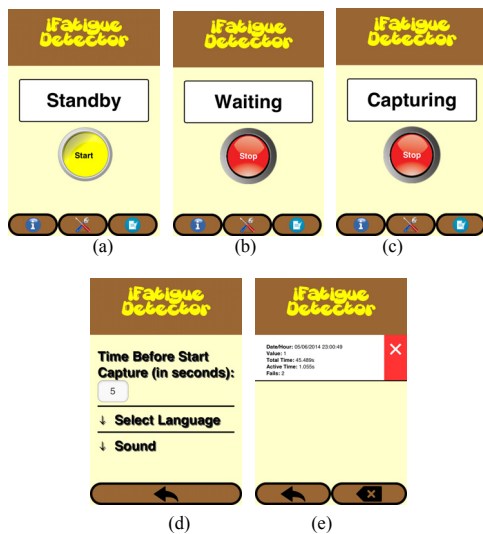 iFatigue
Detector
Standby
Start
(a)
iFatigue
Detector
Waiting
Stop
(b)
iFatigue
Detector
Capturing
Stop
(c)
iFatigue
Detector
Time Before Start
Capture (in seconds):
5
↓ Select Language
↓ Sound
(d)
iFatigue
Detector
Date/Hour: 05/06/2014 23:00:49
Value: 1
Total Time: 45.489s
Active Time: 1.055s
Fails: 2
(e)